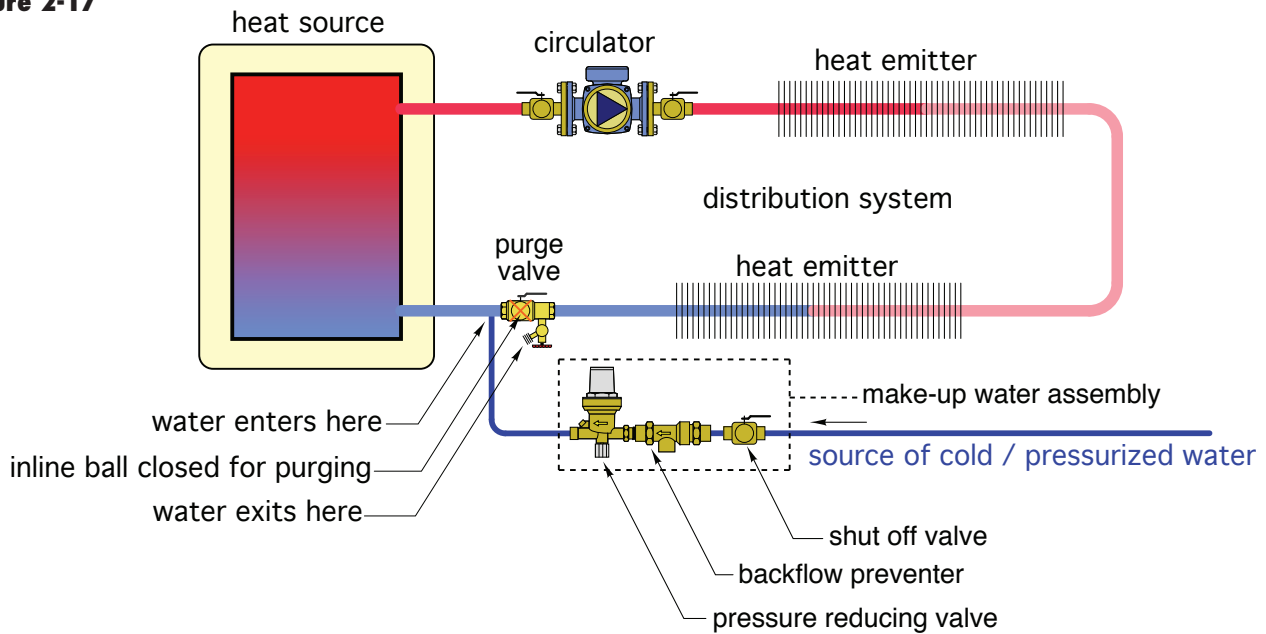 2-17
heat source
circulator
heat emitter
distribution system
purge
valve
heat emitter
make-up water assembly
water enters here
source of cold / pressurized water
inline ball closed for purging
water exits here
shut off valve
backflow preventer
pressure reducing valve